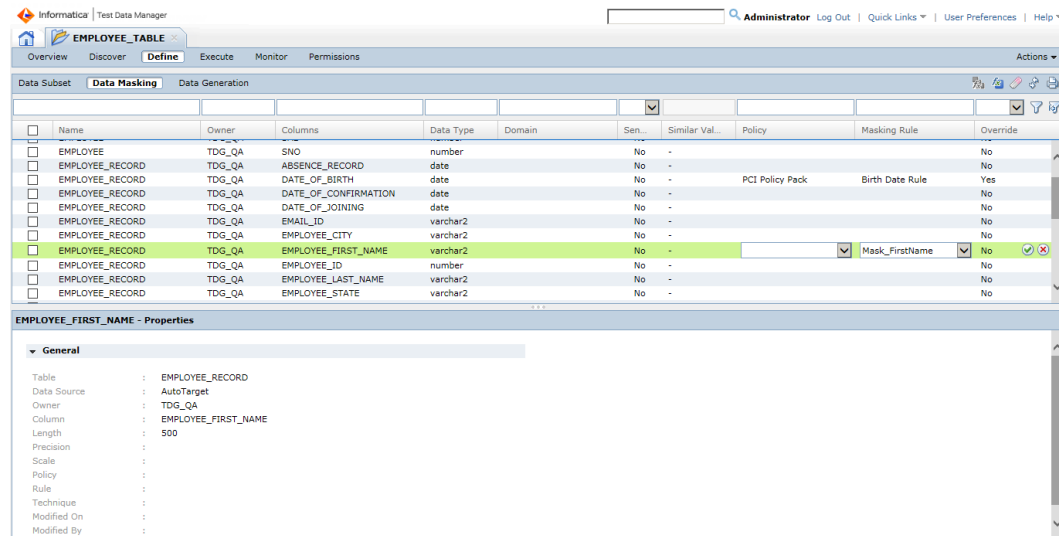 Informatica Test Data Manager
Administrator Log Out | Quick Links | User Preferences | Help
EMPLOYEE_TABLE
Overview Discover Define Execute Monitor Permissions Actions
Data Subset Data Masking Data Generation
Name Owner Columns Data Type Domain Sen... Similar Val... Policy Masking Rule Override
EMPLOYEE TDG_QA SNO number No - No
EMPLOYEE_RECORD TDG_QA ABSENCE_RECORD date No - No
EMPLOYEE_RECORD TDG_QA DATE_OF_BIRTH date No - PCI Policy Pack Birth Date Rule Yes
EMPLOYEE_RECORD TDG_QA DATE_OF_CONFIRMATION date No - No
EMPLOYEE_RECORD TDG_QA DATE_OF_JOINING date No - No
EMPLOYEE_RECORD TDG_QA EMAIL_ID varchar2 No - No
EMPLOYEE_RECORD TDG_QA EMPLOYEE_CITY varchar2 No - No
EMPLOYEE_RECORD TDG_QA EMPLOYEE_FIRST_NAME varchar2 No - Mask_FirstName No
EMPLOYEE_RECORD TDG_QA EMPLOYEE_ID number No - No
EMPLOYEE_RECORD TDG_QA EMPLOYEE_LAST_NAME varchar2 No - No
EMPLOYEE_RECORD TDG_QA EMPLOYEE_STATE varchar2 No - No
EMPLOYEE_FIRST_NAME - Properties
General
Table : EMPLOYEE_RECORD
Data Source : AutoTarget
Owner : TDG_QA
Column : EMPLOYEE_FIRST_NAME
Length : 500
Precision :
Scale :
Policy :
Rule :
Technique :
Modified On :
Modified By :